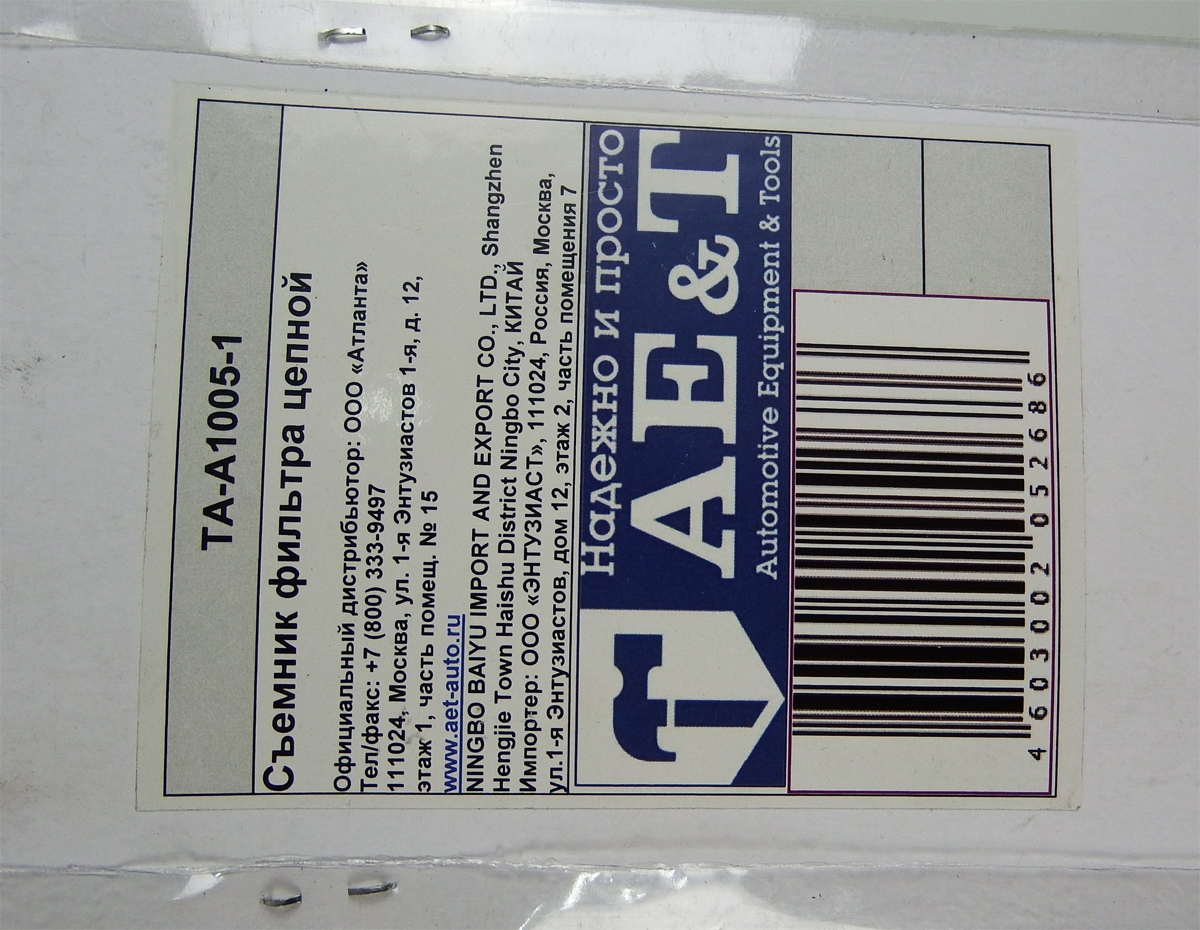 TA-A1005-1
Съемник фильтра цепной
Официальный дистрибьютор: ООО «Атланта»
Тел/факс: +7 (800) 333-9497
111024, Москва, ул. 1-я Энтузиастов 1-я, д. 12,
этаж 1, часть помещ. № 15
www.aet-auto.ru
NINGBO BAIYU IMPORT AND EXPORT CO., LTD., Shangzhen
Hengjie Town Haishu District Ningbo City, КИТАЙ
Импортер: ООО «ЭНТУЗИАСТ», 111024, Россия, Москва,
ул.1-я Энтузиастов, дом 12, этаж 2, часть помещения 7
Надежно и просто
AE&T
Automotive Equipment & Tools
4 603002 052686